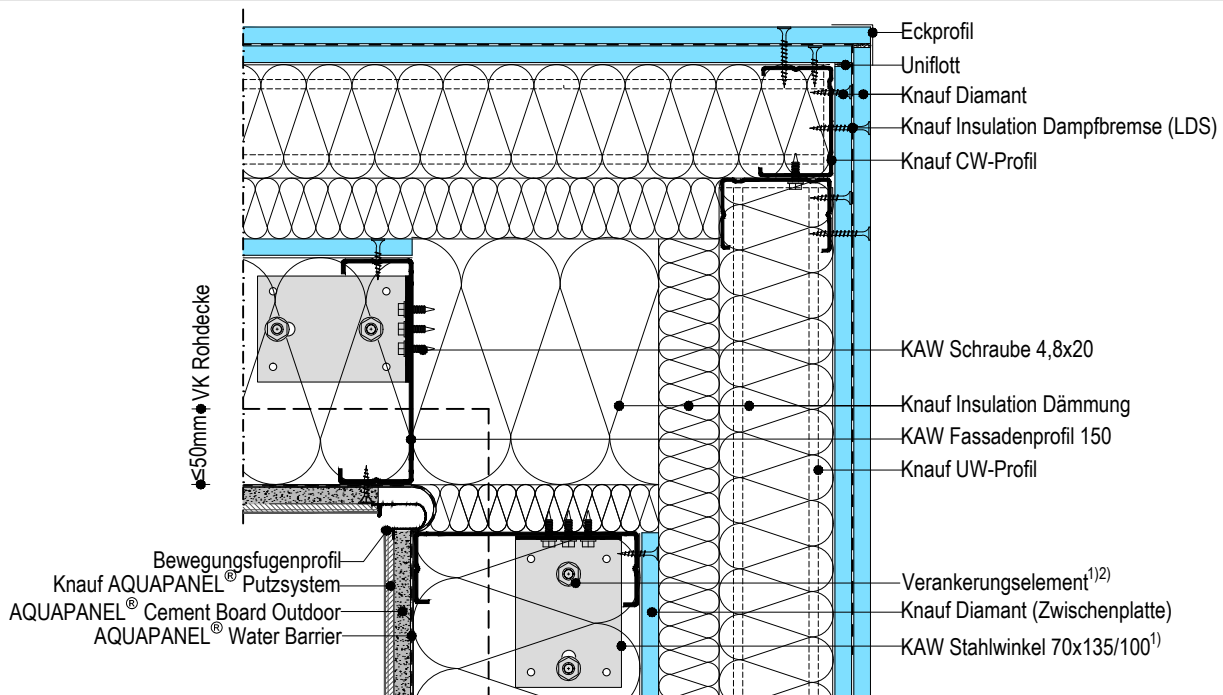 Eckprofil
Uniflott
Knauf Diamant
Knauf Insulation Dampfbremse (LDS)
Knauf CW-Profil
KAW Schraube 4,8x20
Knauf Insulation Dämmung
KAW Fassadenprofil 150
Knauf UW-Profil
≤50mm
VK Rohdecke
Bewegungsfugenprofil
Knauf AQUAPANEL® Putzsystem
AQUAPANEL® Cement Board Outdoor
AQUAPANEL® Water Barrier
Verankerungselement1)2)
Knauf Diamant (Zwischenplatte)
KAW Stahlwinkel 70x135/1001)